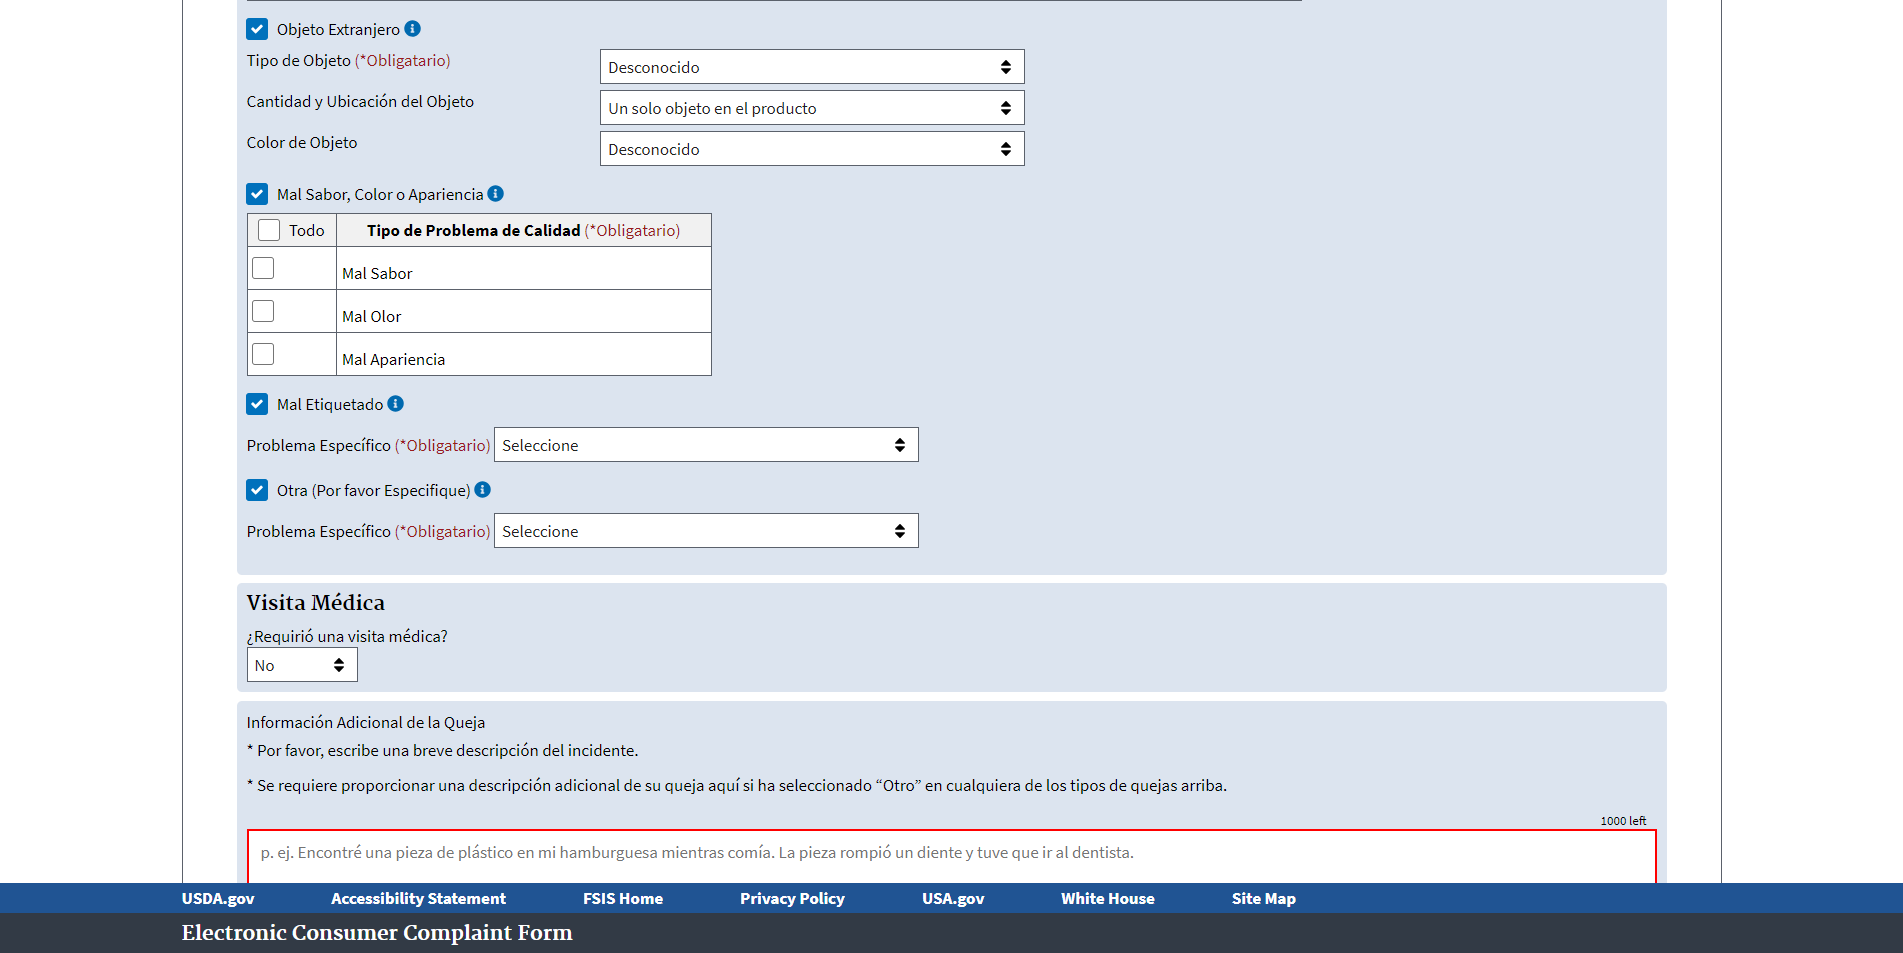 Objeto Extranjero
Tipo de Objeto (*Obligatario)
Desconocido
Cantidad y Ubicación del Objeto
Un solo objeto en el producto
Color de Objeto
Desconocido
Mal Sabor, Color o Apariencia
Todo
Tipo de Problema de Calidad (*Obligatario)
Mal Sabor
Mal Olor
Mal Apariencia
Mal Etiquetado
Problema Específico (*Obligatario)
Seleccione
Otra (Por favor Especifique)
Problema Específico (*Obligatario)
Seleccione
Visita Médica
¿Requirió una visita médica?
No
Información Adicional de la Queja
* Por favor, escribe una breve descripción del incidente.
* Se requiere proporcionar una descripción adicional de su queja aquí si ha seleccionado “Otro” en cualquiera de los tipos de quejas arriba.
1000 left
p. ej. Encontré una pieza de plástico en mi hamburguesa mientras comía. La pieza rompió un diente y tuve que ir al dentista.
USDA.gov Accessibility Statement FSIS Home Privacy Policy USA.gov White House Site Map
Electronic Consumer Complaint Form